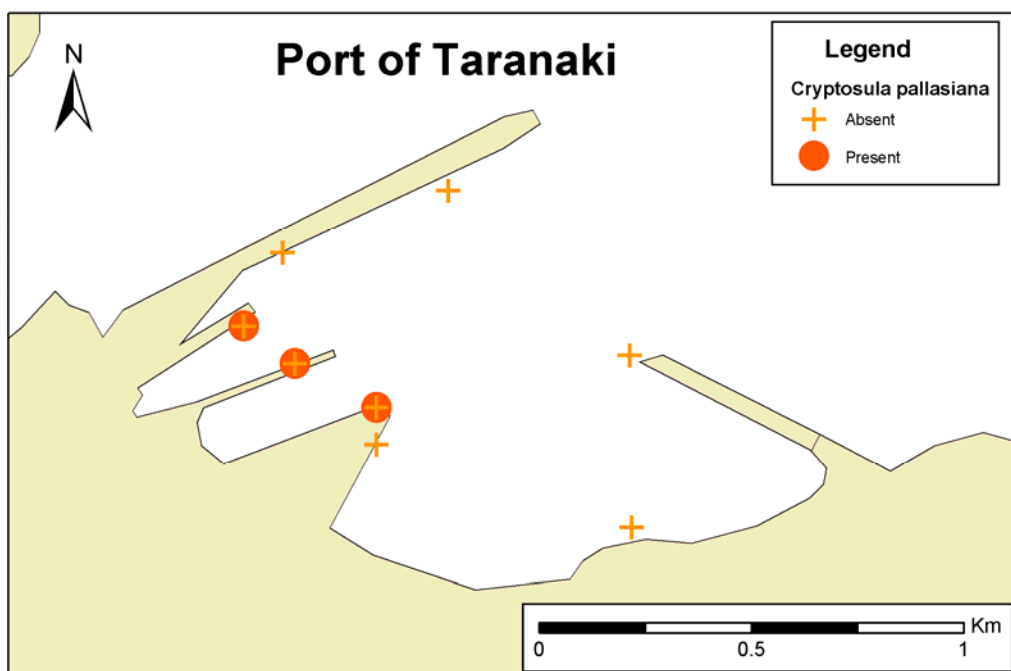 Port of Taranaki
N
Legend
Cryptosula pallasiana
Absent
Present
Km
0 0.5 1